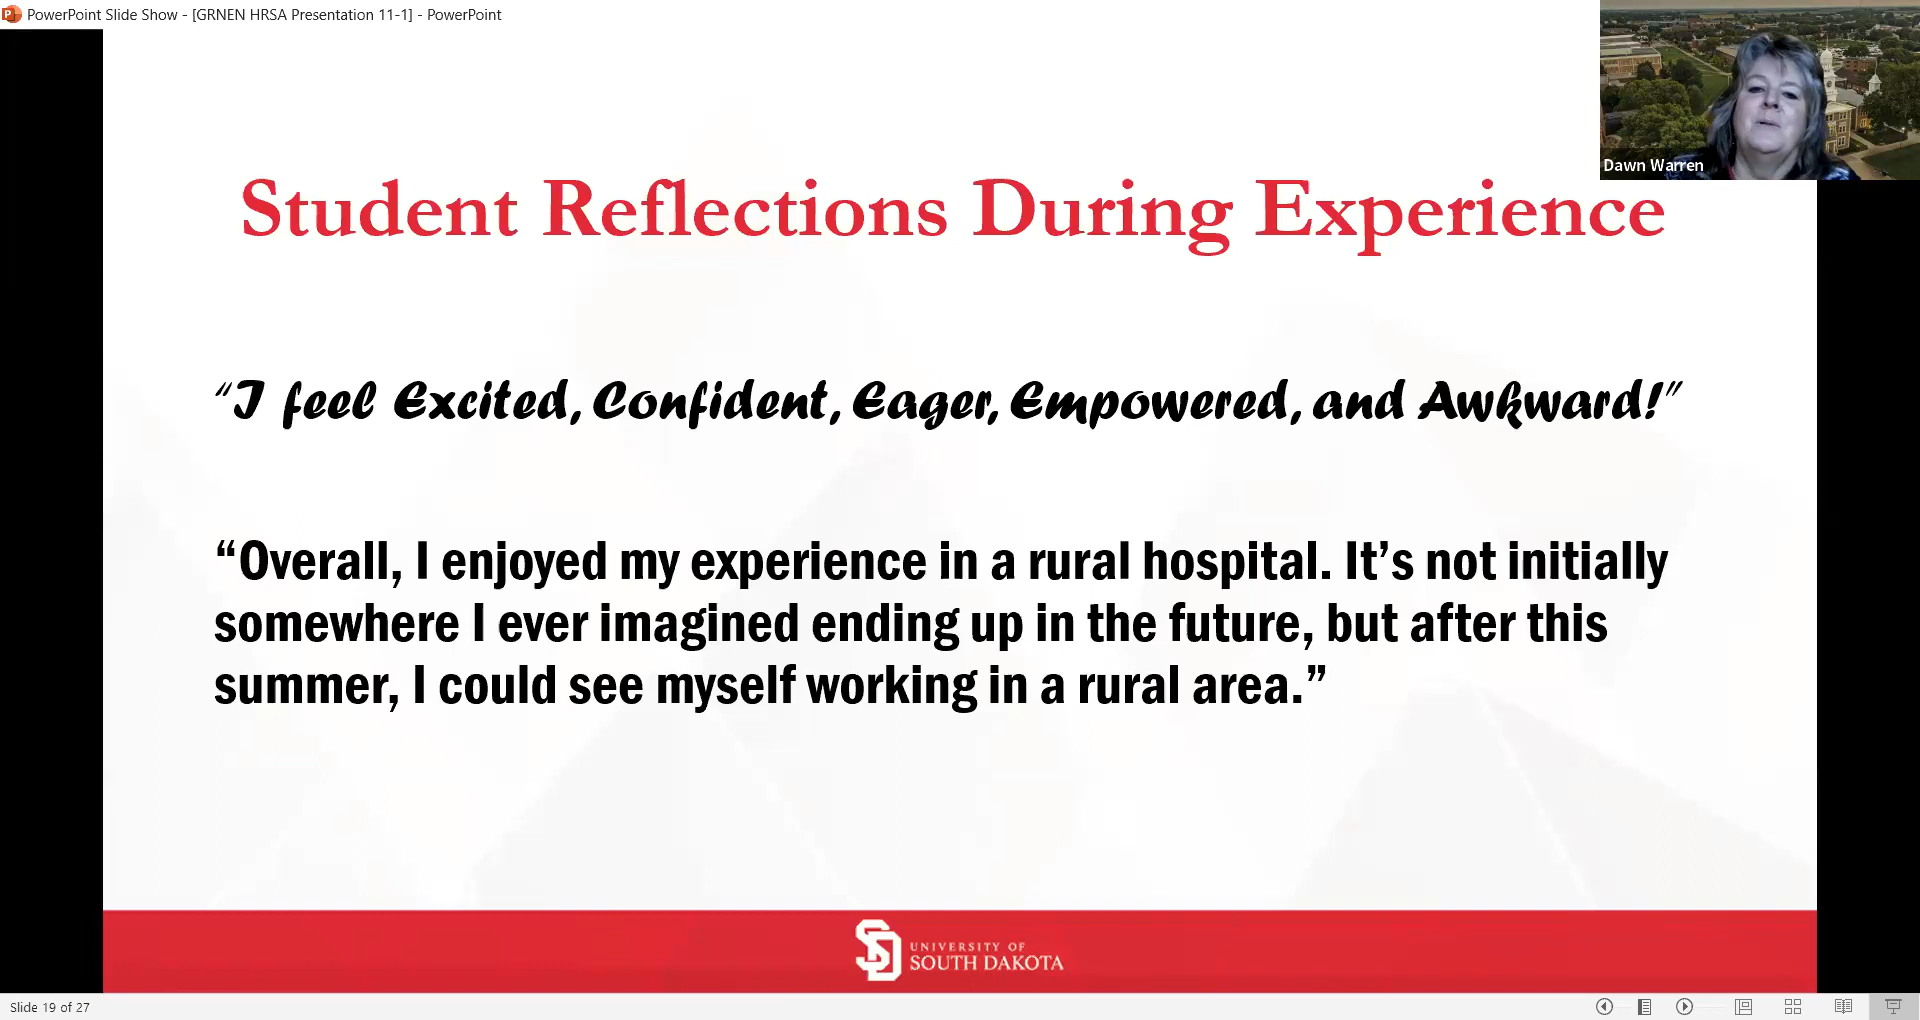 PowerPoint Slide Show - [GRNEN HRSA Presentation 11-1] - PowerPoint
Dawn Warren
Student Reflections During Experience
“I feel Excited, Confident, Eager, Empowered, and Awkward!”
“Overall, I enjoyed my experience in a rural hospital. It’s not initially
somewhere I ever imagined ending up in the future, but after this
summer, I could see myself working in a rural area.”
SD
UNIVERSITY OF
SOUTH DAKOTA
Slide 19 of 27